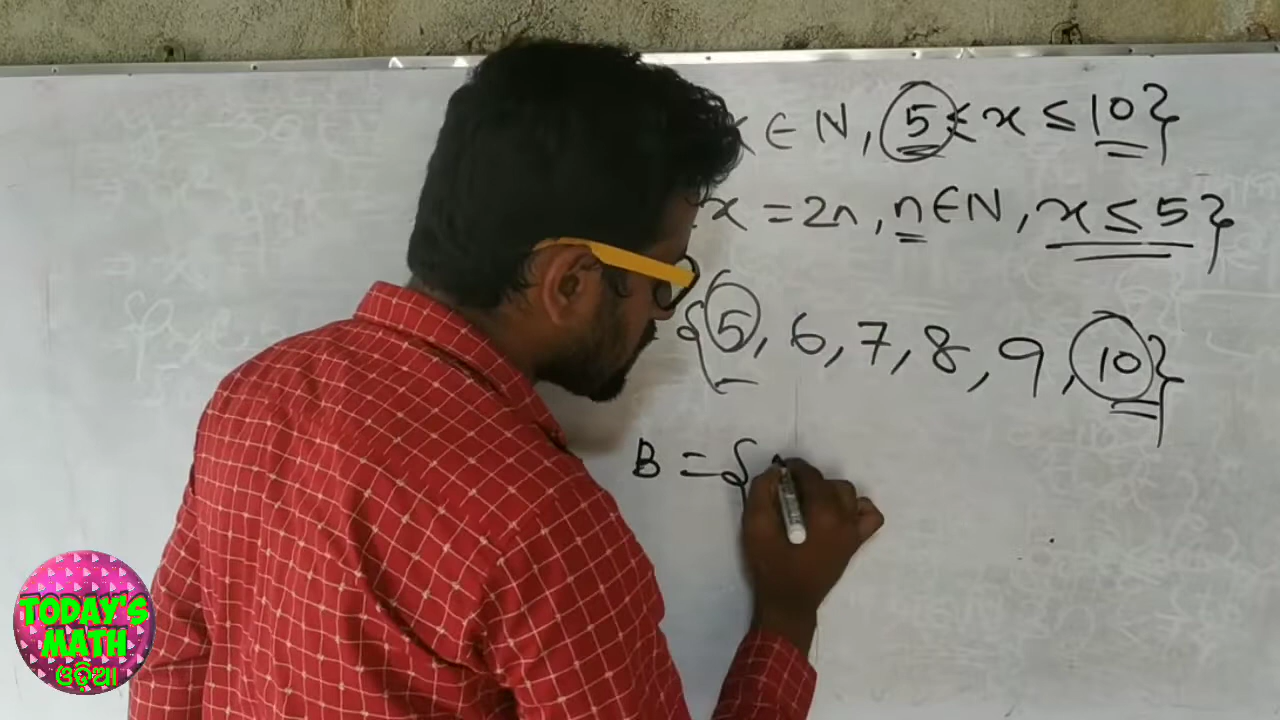 x ∈ N, 5 ≤ x ≤ 10}
x = 2n, n ∈ N, x ≤ 5}
{5, 6, 7, 8, 9, 10}
B = {
TODAY'S
MATH
ଓଡ଼ିଆ